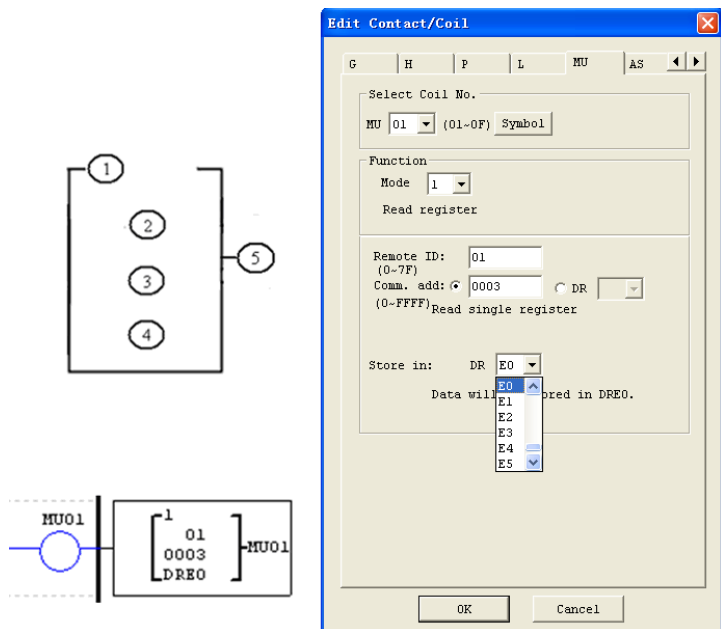 Edit Contact/Coil
G H P L MU AS
Select Coil No.
MU 01 (01~0F) Symbol
Function
Mode 1
Read register
Remote ID: 01
(0~7F)
Comm. add: 0003 DR
(0~FFFF) Read single register
Store in: DR E0
E0
Data will ored in DRE0.
E1
E2
E3
E4
E5
OK Cancel
1
2
3
4
5
MU01
1
01
0003
DRE0
MU01